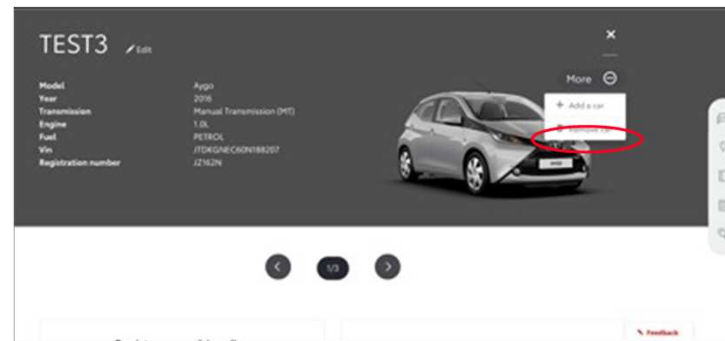 TEST3 Edit
More
Model Aygo
Year 2016
Transmission Manual Transmission (MT)
Engine 1.0L
Fuel PETROL
Vin JTDKGNEC60N188207
Registration number JZ162N
+ Add a car
Remove car
AYGO
1/3
Feedback